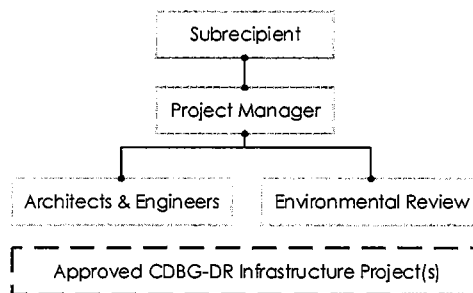 Subrecipient
Project Manager
Architects & Engineers
Environmental Review
Approved CDBG-DR Infrastructure Project(s)